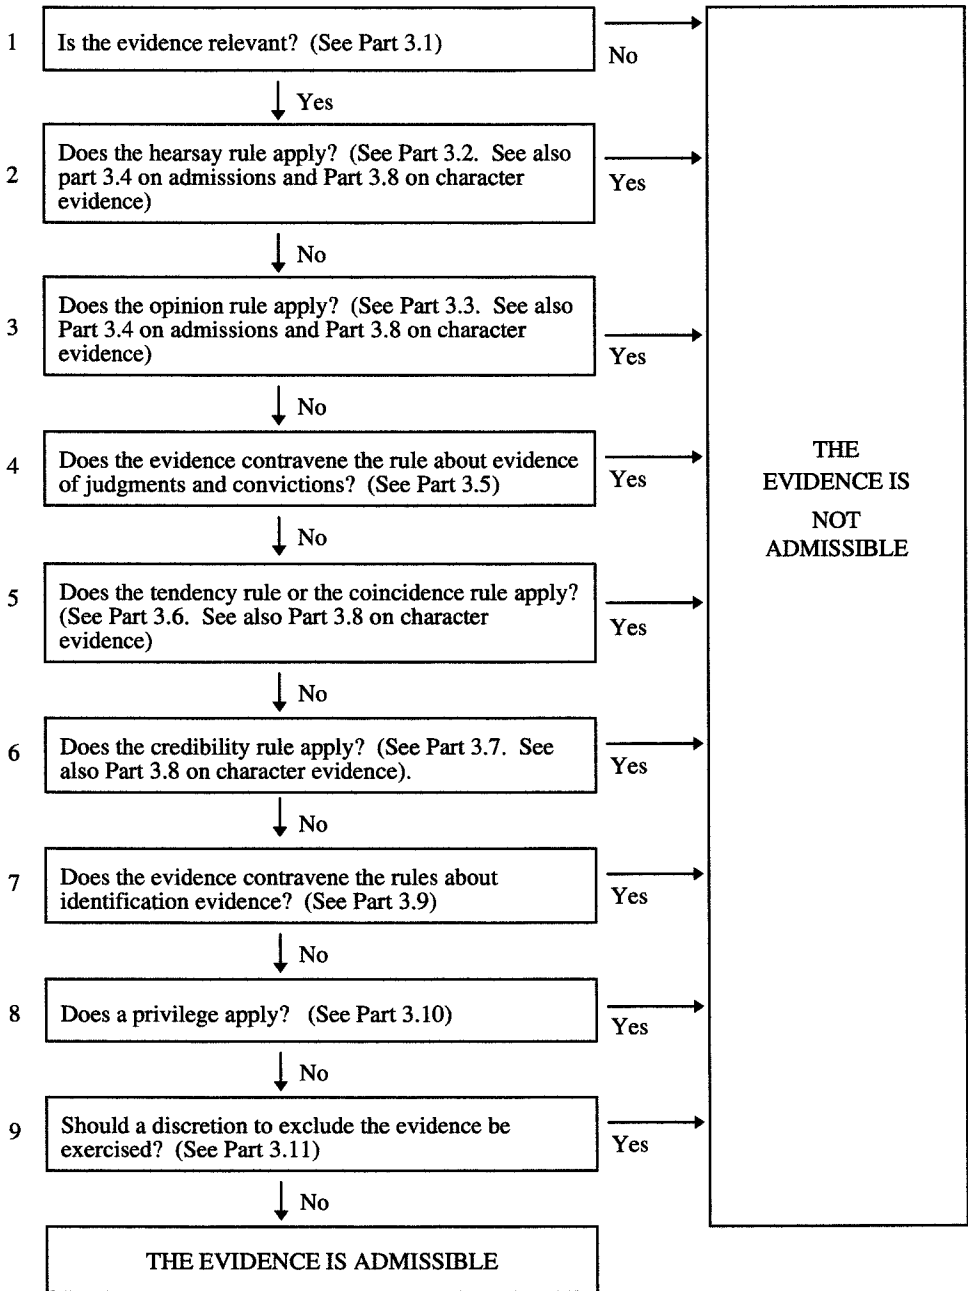 1
Is the evidence relevant? (See Part 3.1)
No
Yes
2
Does the hearsay rule apply? (See Part 3.2. See also
part 3.4 on admissions and Part 3.8 on character
evidence)
Yes
No
3
Does the opinion rule apply? (See Part 3.3. See also
Part 3.4 on admissions and Part 3.8 on character
evidence)
Yes
No
4
Does the evidence contravene the rule about evidence
of judgments and convictions? (See Part 3.5)
Yes
No
5
Does the tendency rule or the coincidence rule apply?
(See Part 3.6. See also Part 3.8 on character
evidence)
Yes
No
6
Does the credibility rule apply? (See Part 3.7. See
also Part 3.8 on character evidence).
Yes
No
7
Does the evidence contravene the rules about
identification evidence? (See Part 3.9)
Yes
No
8
Does a privilege apply? (See Part 3.10)
Yes
No
9
Should a discretion to exclude the evidence be
exercised? (See Part 3.11)
Yes
No
THE EVIDENCE IS ADMISSIBLE
THE
EVIDENCE IS
NOT
ADMISSIBLE